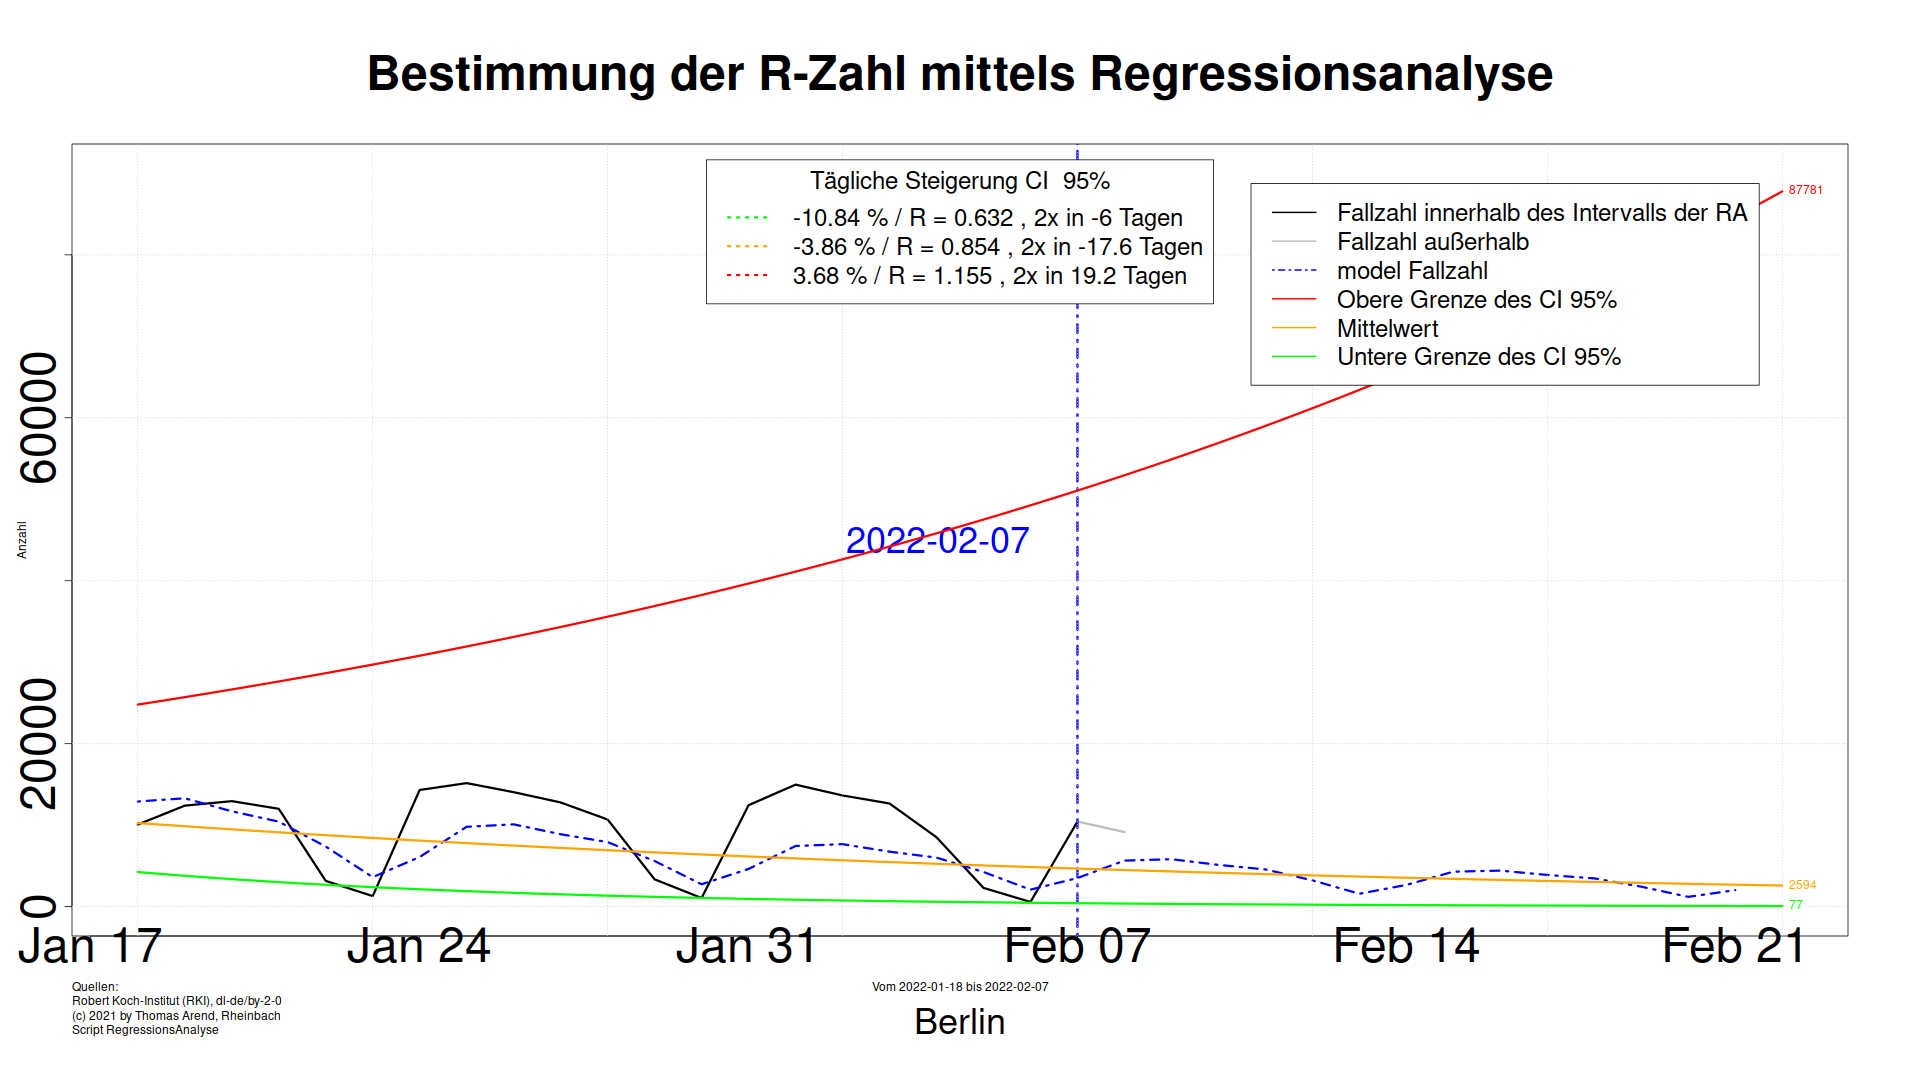 Bestimmung der R-Zahl mittels Regressionsanalyse
Tägliche Steigerung CI 95%
-10.84 % / R = 0.632 , 2x in -6 Tagen
-3.86 % / R = 0.854 , 2x in -17.6 Tagen
3.68 % / R = 1.155 , 2x in 19.2 Tagen
87781
Fallzahl innerhalb des Intervalls der RA
Fallzahl außerhalb
model Fallzahl
Obere Grenze des CI 95%
Mittelwert
Untere Grenze des CI 95%
60000
20000
0
Anzahl
2022-02-07
2594
77
Jan 17
Jan 24
Jan 31
Feb 07
Feb 14
Feb 21
Quellen:
Robert Koch-Institut (RKI), dl-de/by-2-0
(c) 2021 by Thomas Arend, Rheinbach
Script RegressionsAnalyse
Vom 2022-01-18 bis 2022-02-07
Berlin